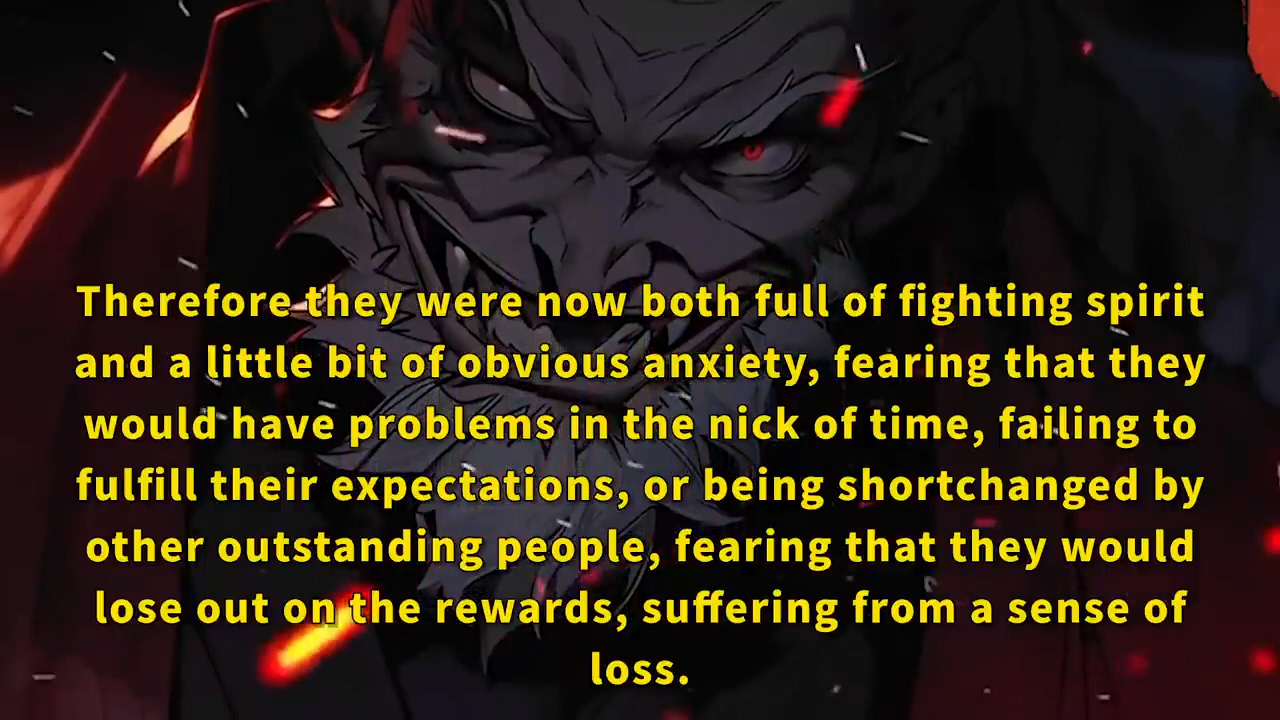 Therefore they were now both full of fighting spirit
and a little bit of obvious anxiety, fearing that they
would have problems in the nick of time, failing to
fulfill their expectations, or being shortchanged by
other outstanding people, fearing that they would
lose out on the rewards, suffering from a sense of
loss.